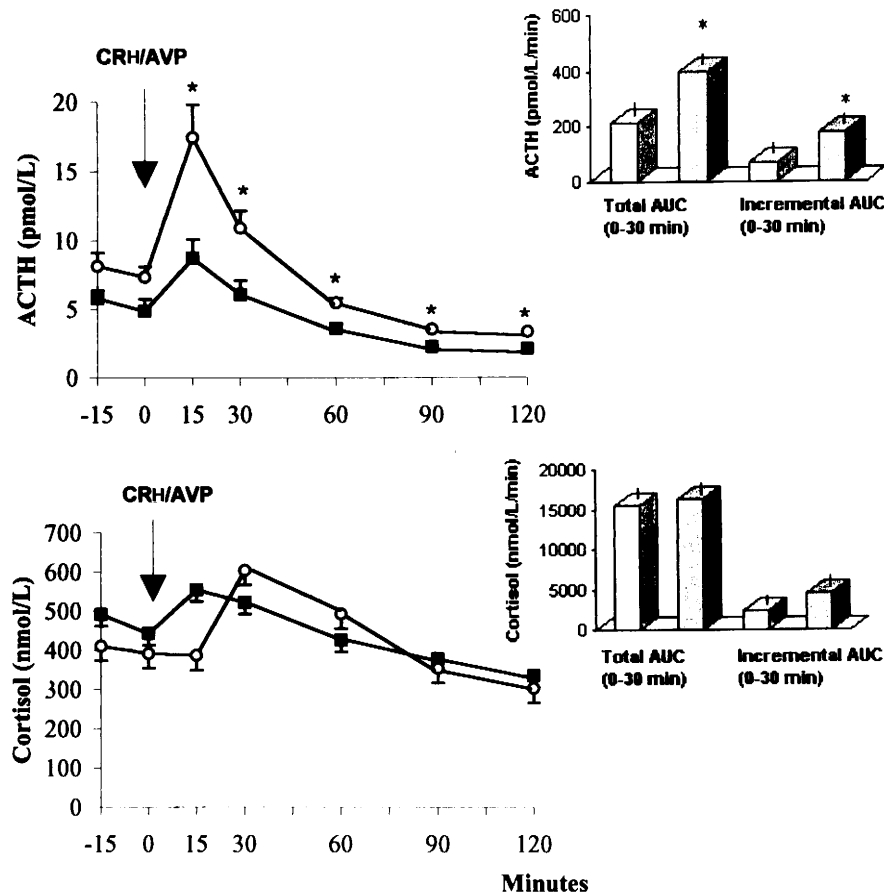 CRH/AVP
ACTH (pmol/L)
20
15
10
5
0
* * * * *
-15 0 15 30 60 90 120
ACTH (pmol/L/min)
600
400
200
0
* *
Total AUC Incremental AUC
(0-30 min) (0-30 min)
CRH/AVP
Cortisol (nmol/L)
700
600
500
400
300
200
100
0
-15 0 15 30 60 90 120
Minutes
Cortisol (nmol/L/min)
20000
15000
10000
5000
0
Total AUC Incremental AUC
(0-30 min) (0-30 min)